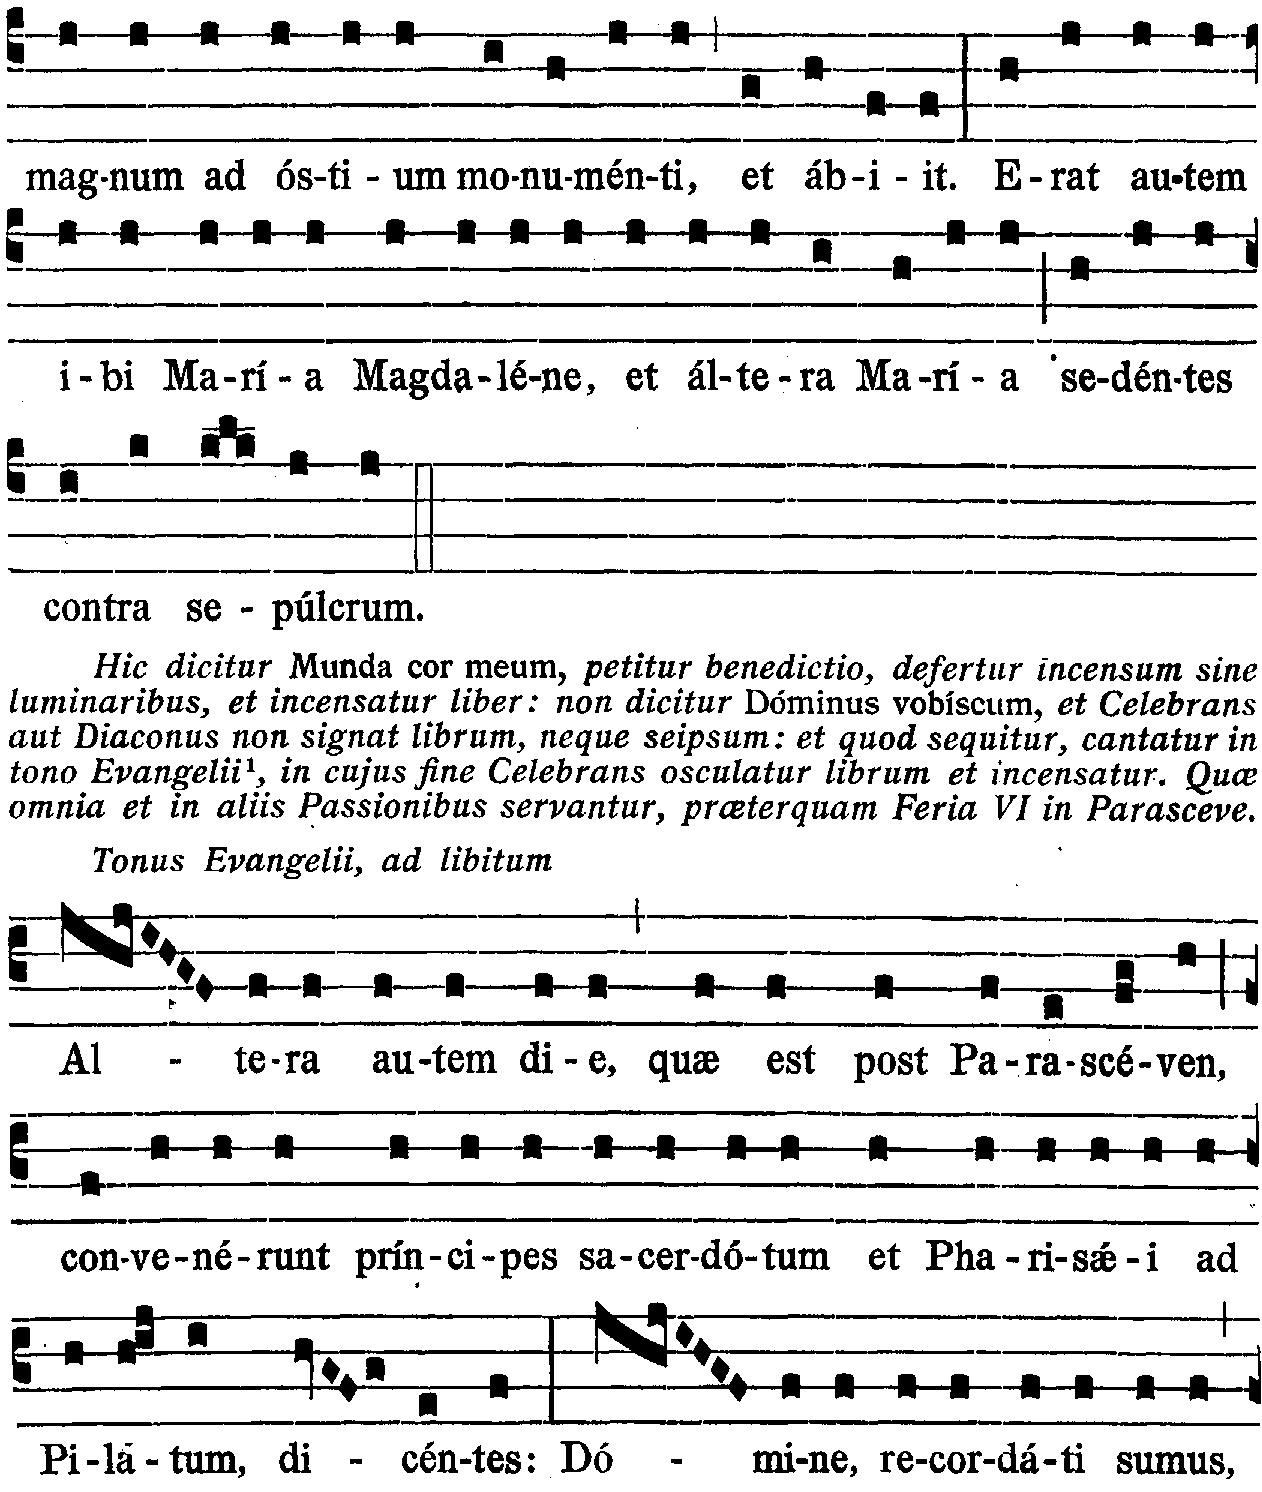 mag-num ad ós-ti - um mo-nu-mén-ti, et áb-i - it. E-rat au-tem
i-bi Ma-rí - a Magda-lé-ne, et ál-te-ra Ma-rí - a se-dén-tes
contra se - púlcrum.
Hic dicitur Munda cor meum, petitur benedictio, defertur incensum sine
luminaribus, et incensatur liber: non dicitur Dóminus vobíscum, et Celebrans
aut Diaconus non signat librum, neque seipsum: et quod sequitur, cantatur in
tono Evangelii¹, in cujus fine Celebrans osculatur librum et incensatur. Quæ
omnia et in aliis Passionibus servantur, præterquam Feria VI in Parasceve.
Tonus Evangelii, ad libitum
Al - te-ra au-tem di-e, quæ est post Pa-ra-scé-ven,
con-ve-né-runt prín-ci-pes sa-cer-dó-tum et Pha-ri-sǽ-i ad
Pi-lá-tum, di - cén-tes: Dó - mi-ne, re-cor-dá-ti sumus,